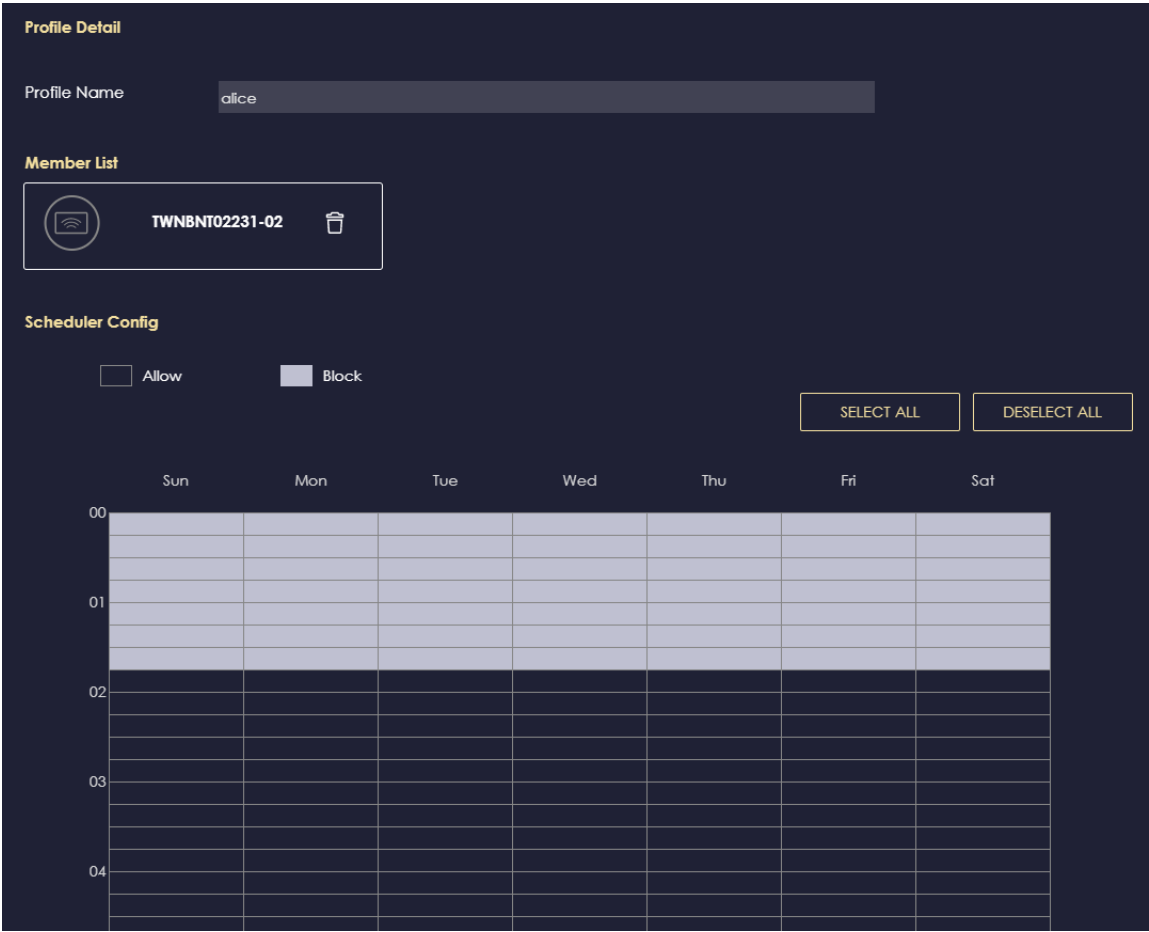 Profile Detail
Profile Name alice
Member List
TWNBNT02231-02
Scheduler Config
Allow Block
SELECT ALL DESELECT ALL
Sun Mon Tue Wed Thu Fri Sat
00
01
02
03
04